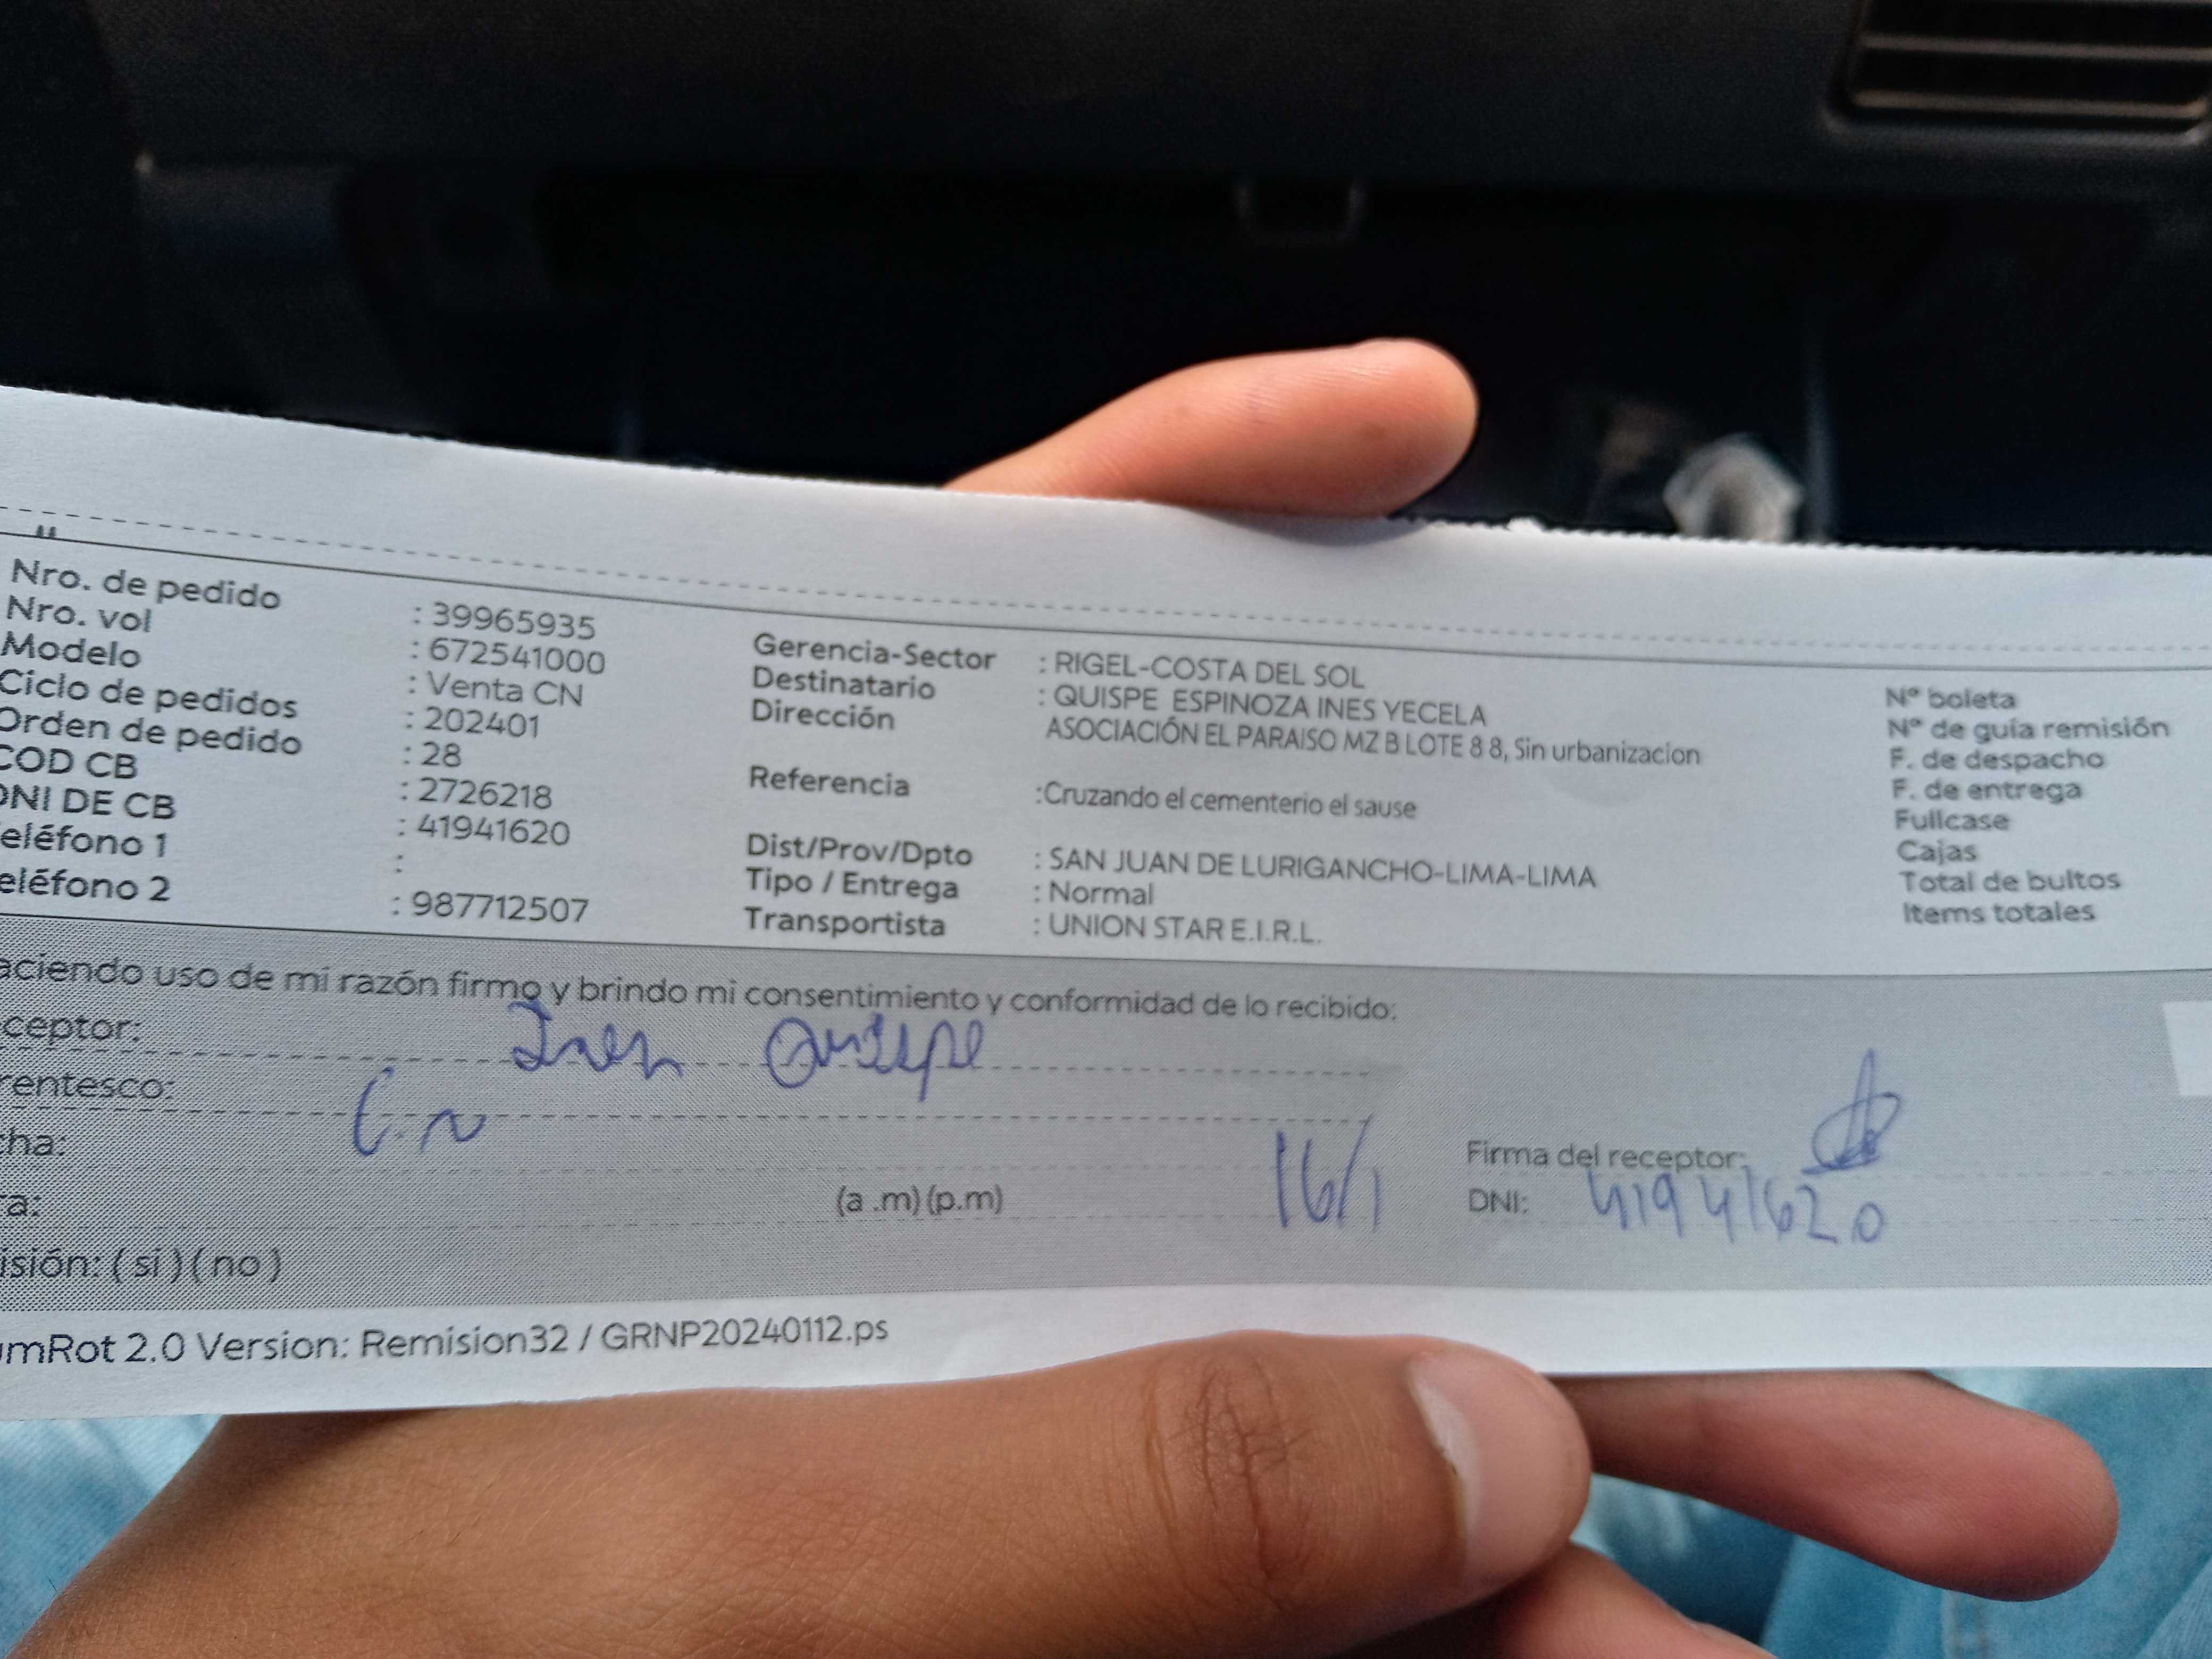 Nro. de pedido : 39965935
Nro. vol : 672541000
Modelo : Venta CN
Ciclo de pedidos : 202401
Orden de pedido : 28
COD CB : 2726218
DNI DE CB : 41941620
eléfono 1 :
eléfono 2 : 987712507
Gerencia-Sector : RIGEL-COSTA DEL SOL
Destinatario : QUISPE ESPINOZA INES YECELA
Dirección ASOCIACIÓN EL PARAISO MZ B LOTE 8 8, Sin urbanizacion
Referencia :Cruzando el cementerio el sause
Dist/Prov/Dpto : SAN JUAN DE LURIGANCHO-LIMA-LIMA
Tipo / Entrega : Normal
Transportista : UNION STAR E.I.R.L.
Nº boleta
Nº de guía remisión
F. de despacho
F. de entrega
Fullcase
Cajas
Total de bultos
Items totales
aciendo uso de mi razón firmo y brindo mi consentimiento y conformidad de lo recibido:
ceptor: Ines Quispe
rentesco: C.N
cha: 16/1
Firma del receptor:
ra: (a .m) (p.m)
DNI: 41941620
isión: ( si ) ( no )
umRot 2.0 Version: Remision32 / GRNP20240112.ps